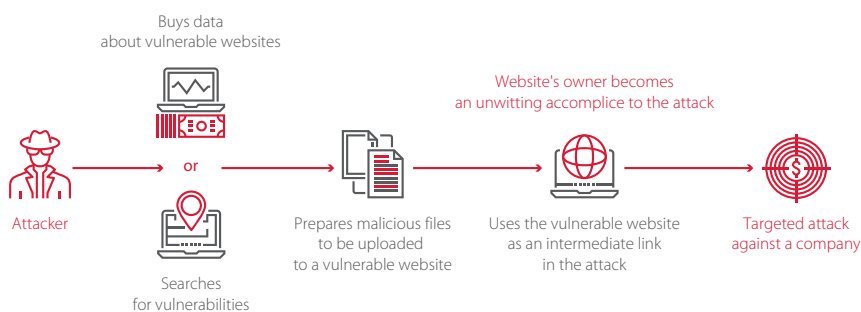 Buys data
about vulnerable websites
Attacker
or
Searches
for vulnerabilities
Prepares malicious files
to be uploaded
to a vulnerable website
Website's owner becomes
an unwitting accomplice to the attack
Uses the vulnerable website
as an intermediate link
in the attack
$
Targeted attack
against a company